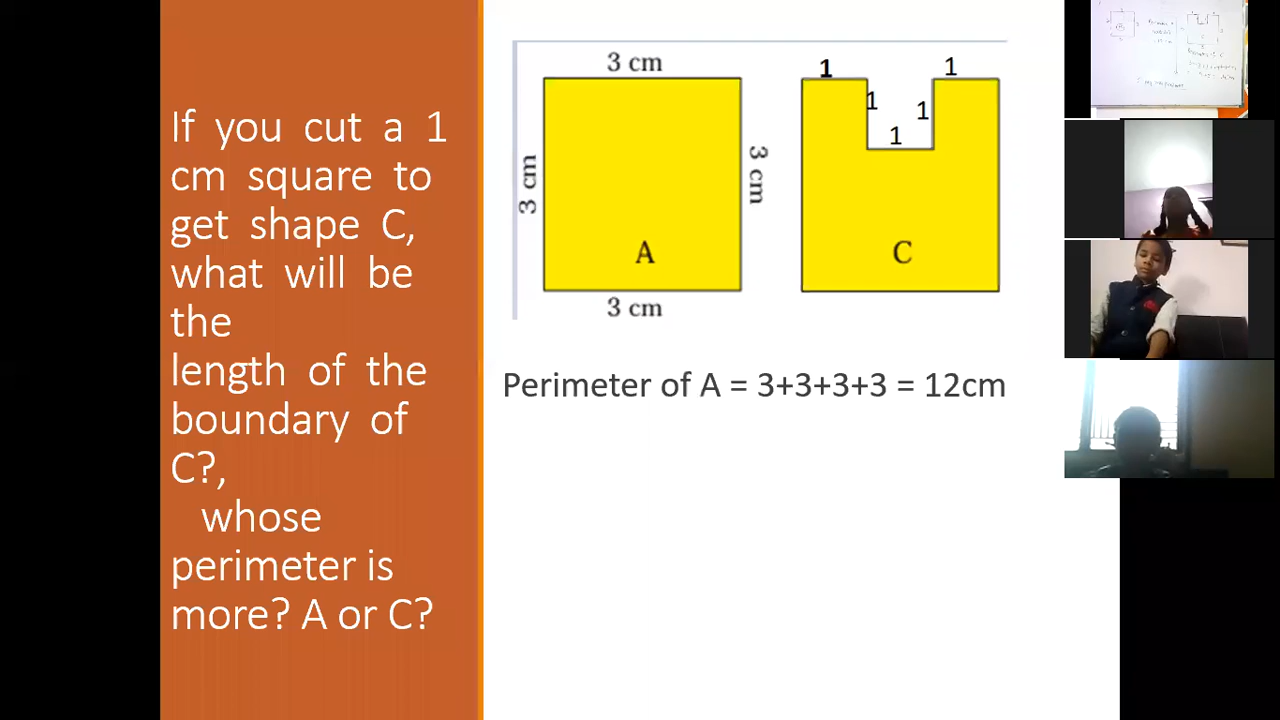 If you cut a 1
cm square to
get shape C,
what will be
the
length of the
boundary of
C?,
whose
perimeter is
more? A or C?
3 cm
3 cm
3 cm
A
3 cm
1
1
1
1
1
C
Perimeter of A = 3+3+3+3 = 12cm